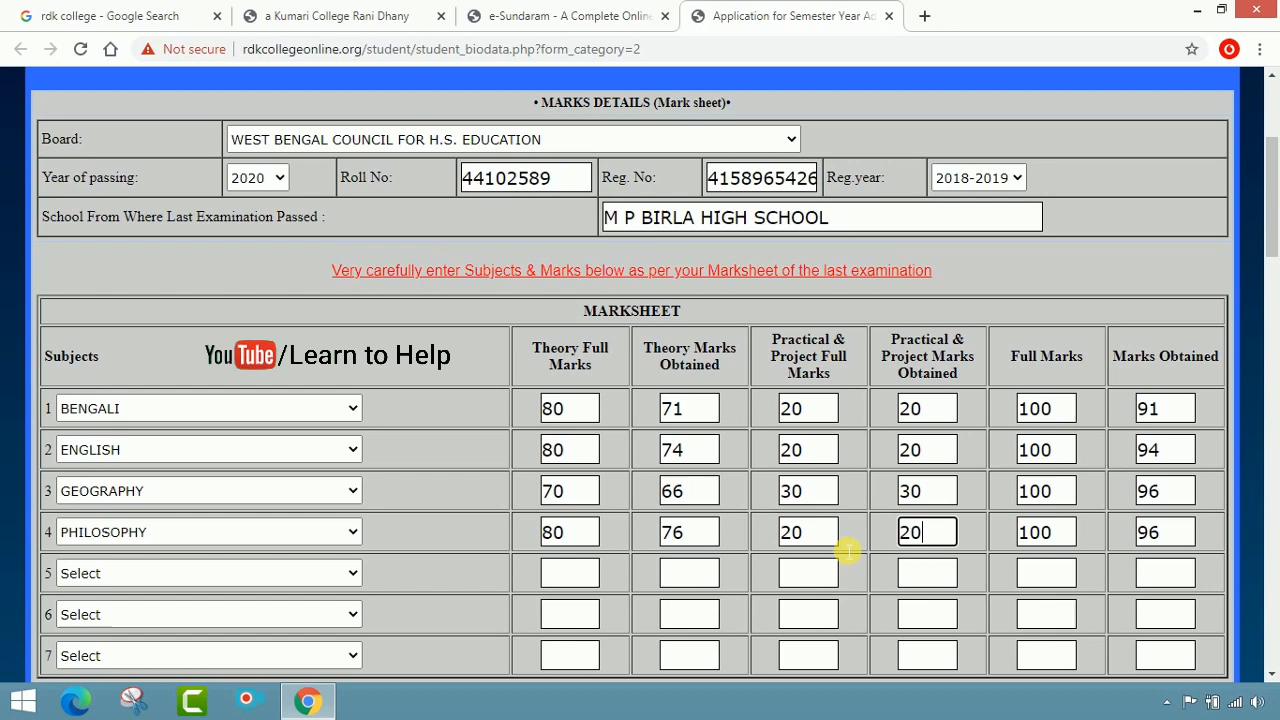 rdk college - Google Search
a Kumari College Rani Dhany
e-Sundaram - A Complete Online
Application for Semester Year Ad
Not secure rdkcollegeonline.org/student/student_biodata.php?form_category=2
• MARKS DETAILS (Mark sheet)•
Board: WEST BENGAL COUNCIL FOR H.S. EDUCATION
Year of passing: 2020 Roll No: 44102589 Reg. No: 4158965426 Reg.year: 2018-2019
School From Where Last Examination Passed : M P BIRLA HIGH SCHOOL
Very carefully enter Subjects & Marks below as per your Marksheet of the last examination
MARKSHEET
Subjects
YouTube/Learn to Help
Theory Full
Marks
Theory Marks
Obtained
Practical &
Project Full
Marks
Practical &
Project Marks
Obtained
Full Marks
Marks Obtained
1 BENGALI 80 71 20 20 100 91
2 ENGLISH 80 74 20 20 100 94
3 GEOGRAPHY 70 66 30 30 100 96
4 PHILOSOPHY 80 76 20 20 100 96
5 Select
6 Select
7 Select